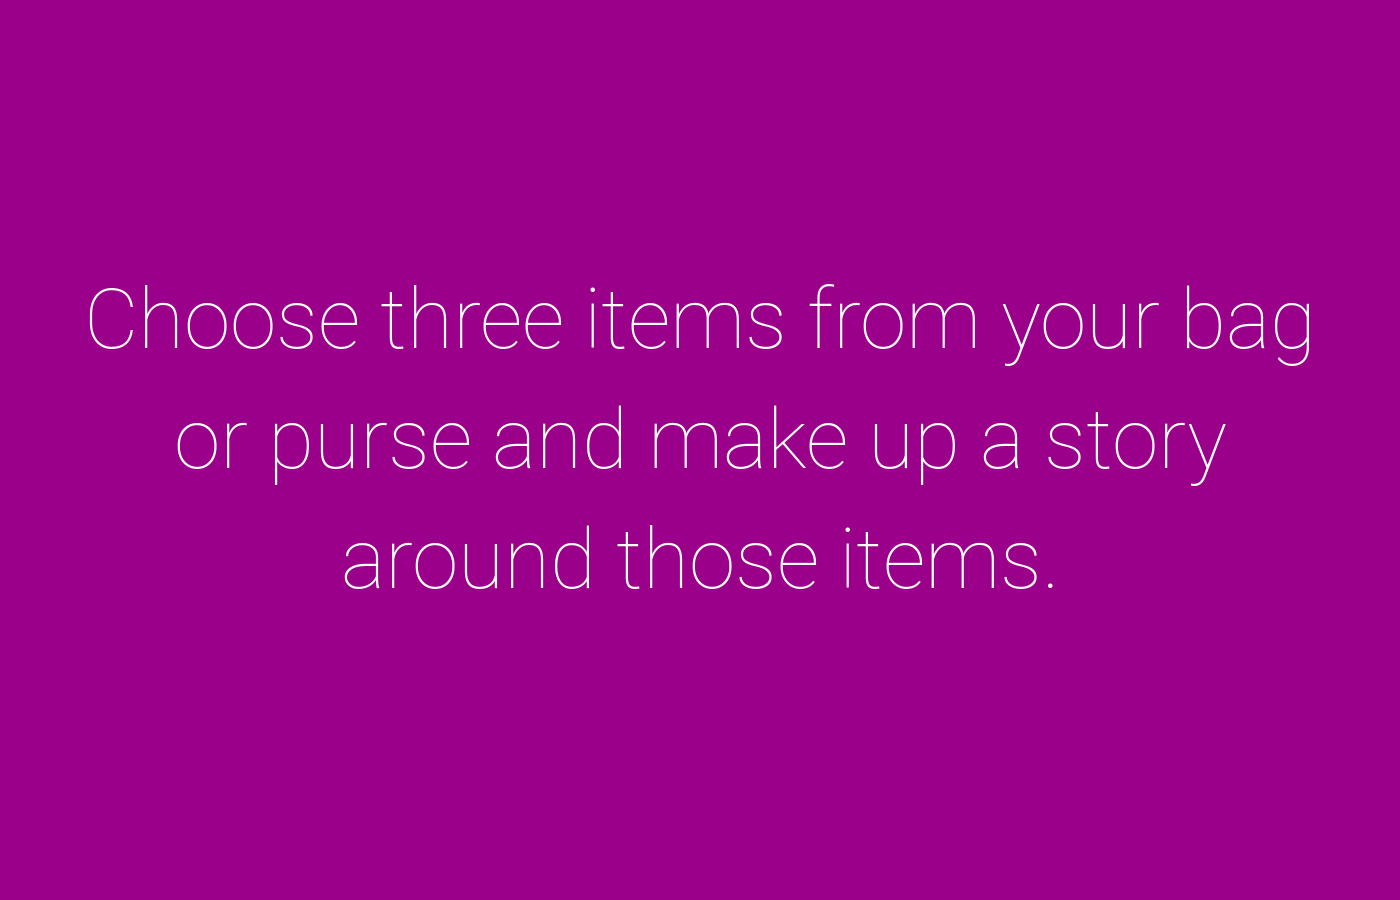 Choose three items from your bag
or purse and make up a story
around those items.